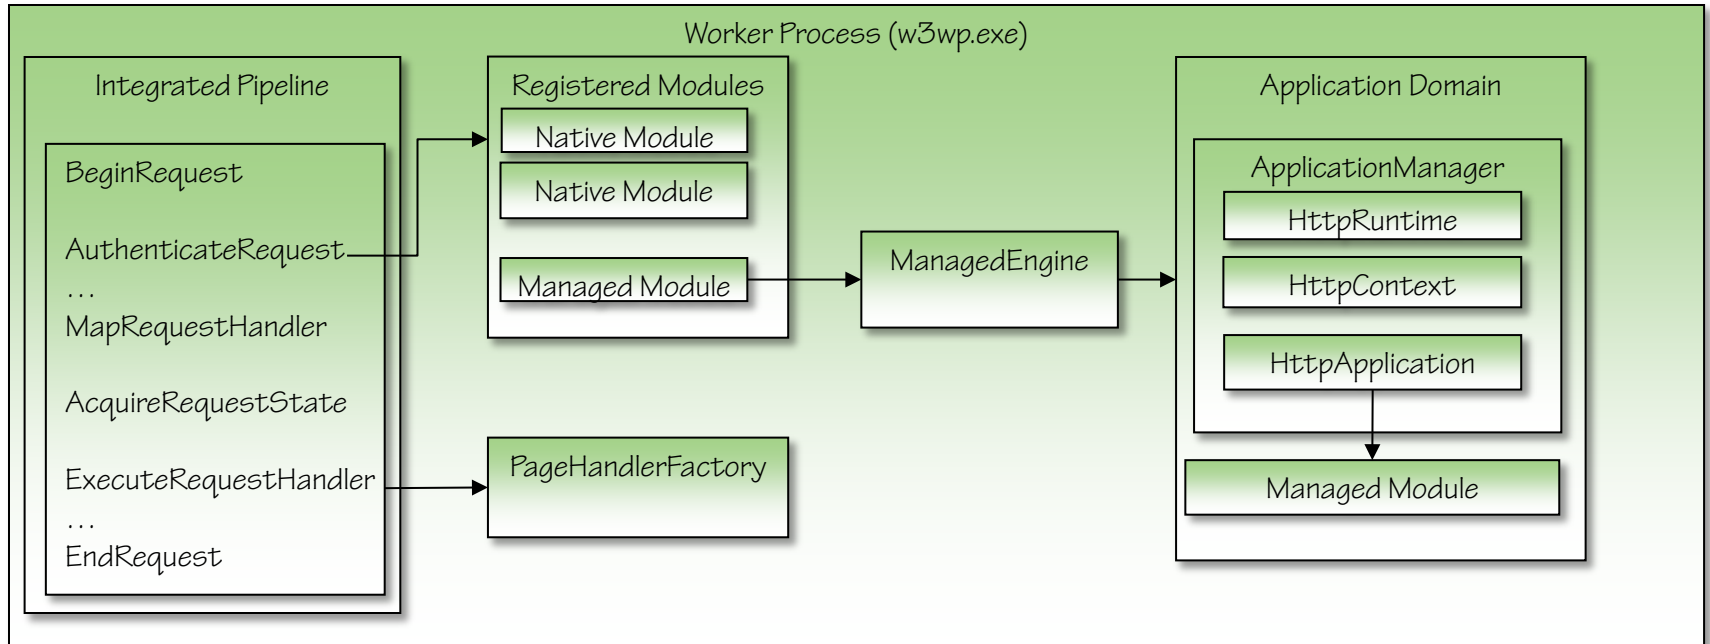 Worker Process (w3wp.exe)
Integrated Pipeline
BeginRequest
AuthenticateRequest
...
MapRequestHandler
AcquireRequestState
ExecuteRequestHandler
...
EndRequest
Registered Modules
Native Module
Native Module
Managed Module
PageHandlerFactory
ManagedEngine
Application Domain
ApplicationManager
HttpRuntime
HttpContext
HttpApplication
Managed Module